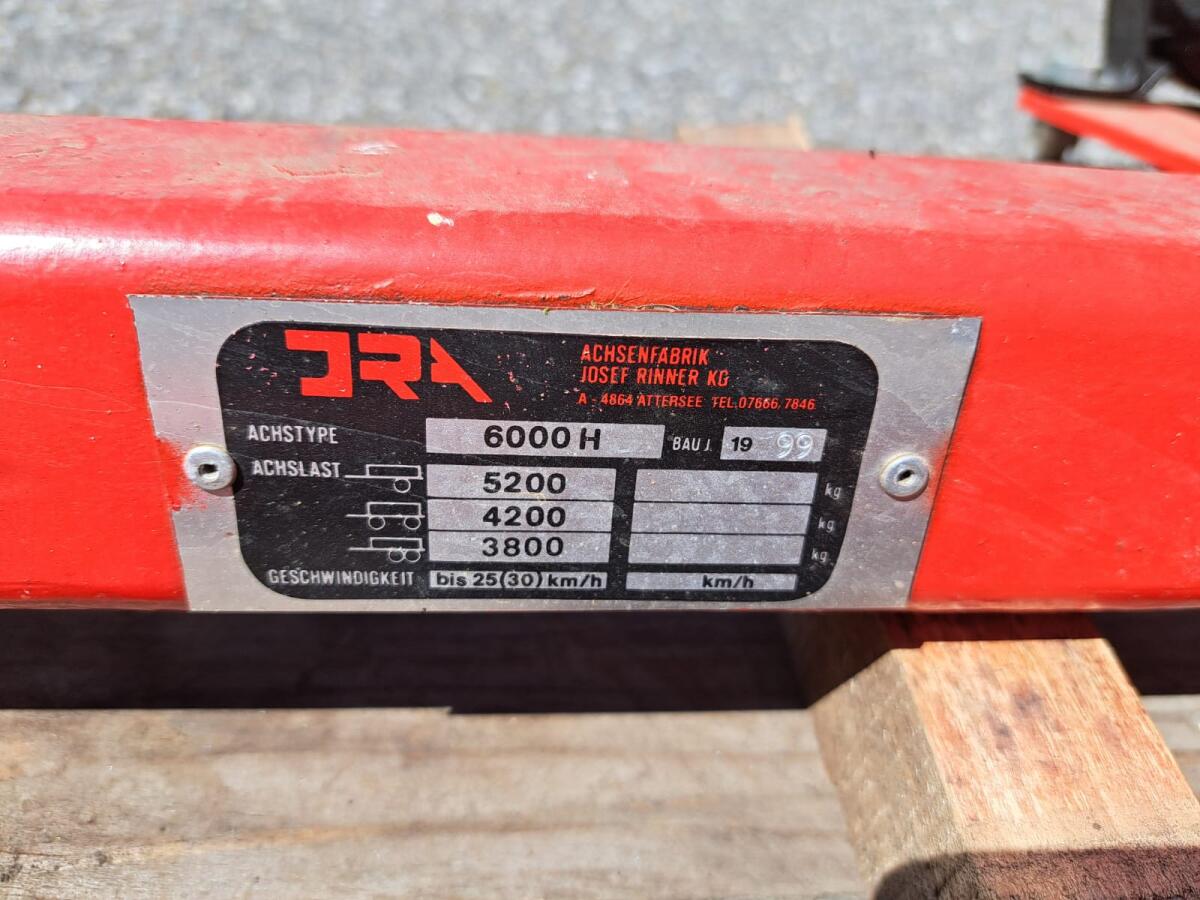 JRA
ACHSENFABRIK
JOSEF RINNER KG
A - 4864 ATTERSEE TEL.07666/7846
ACHSTYPE 6000 H BAU J. 19 99
ACHSLAST 5200 kg
4200 kg
3800 kg
GESCHWINDIGKEIT bis 25(30) km/h km/h